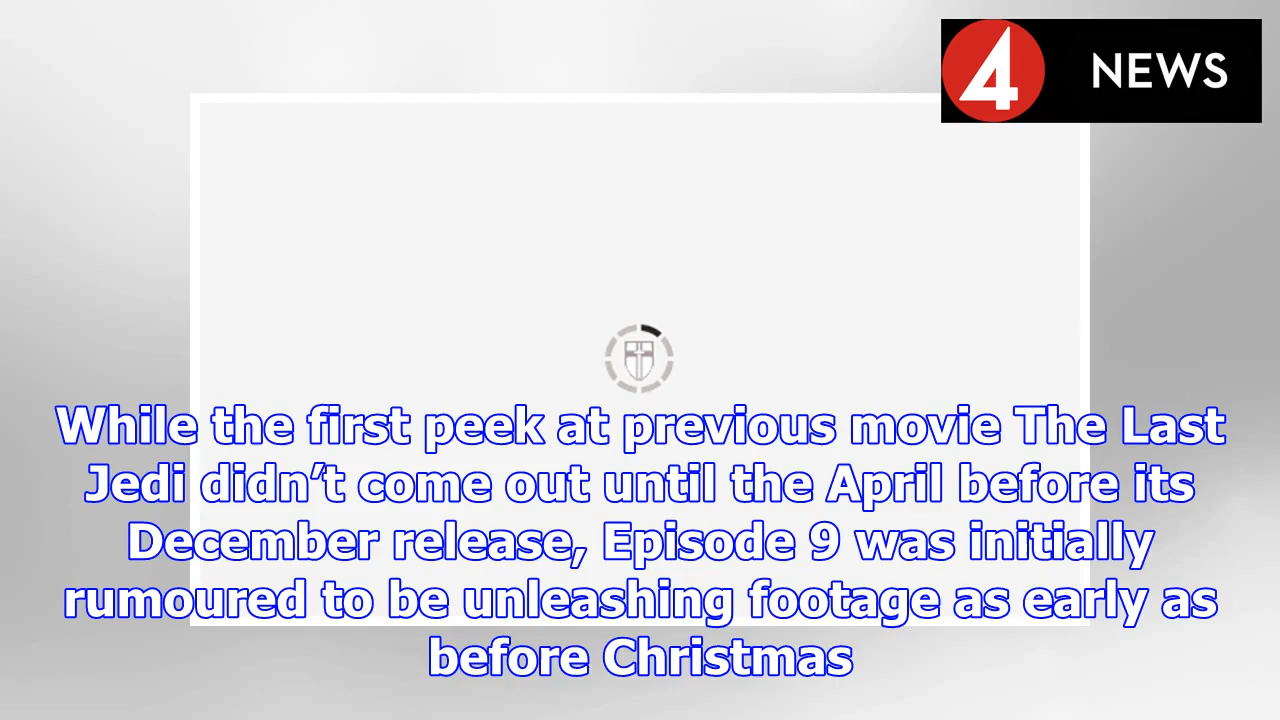 4 NEWS
While the first peek at previous movie The Last
Jedi didn’t come out until the April before its
December release, Episode 9 was initially
rumoured to be unleashing footage as early as
before Christmas